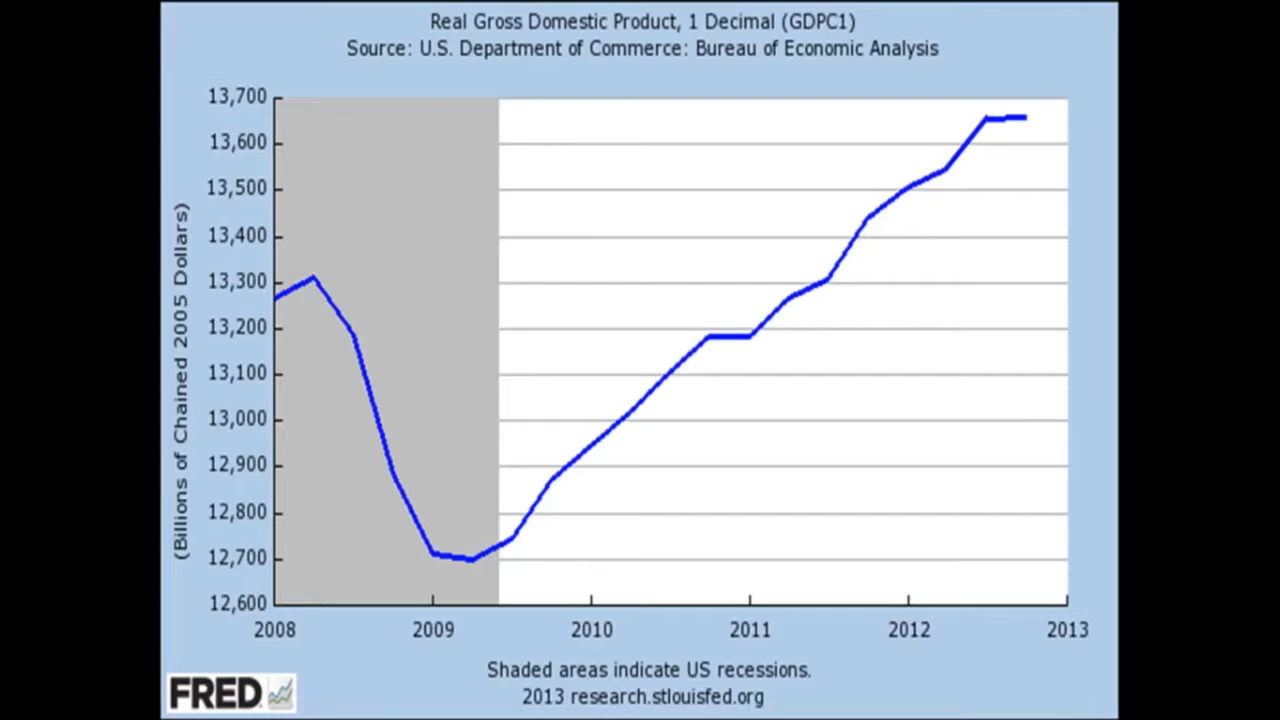 Real Gross Domestic Product, 1 Decimal (GDPC1)
Source: U.S. Department of Commerce: Bureau of Economic Analysis
(Billions of Chained 2005 Dollars)
13,700
13,600
13,500
13,400
13,300
13,200
13,100
13,000
12,900
12,800
12,700
12,600
2008 2009 2010 2011 2012 2013
Shaded areas indicate US recessions.
2013 research.stlouisfed.org
FRED